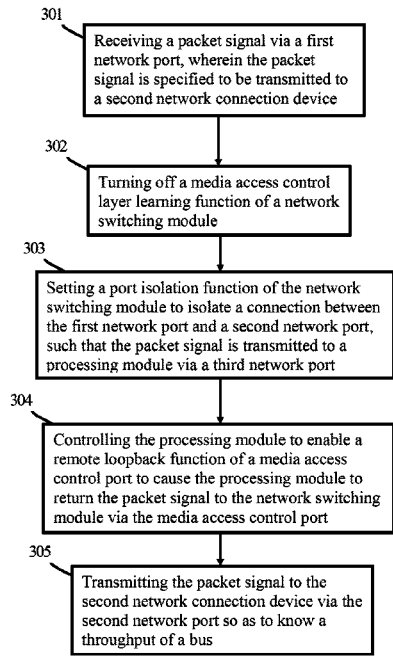 301
Receiving a packet signal via a first
network port, wherein the packet
signal is specified to be transmitted to
a second network connection device
302
Turning off a media access control
layer learning function of a network
switching module
303
Setting a port isolation function of the network
switching module to isolate a connection between
the first network port and a second network port,
such that the packet signal is transmitted to a
processing module via a third network port
304
Controlling the processing module to enable a
remote loopback function of a media access
control port to cause the processing module to
return the packet signal to the network switching
module via the media access control port
305
Transmitting the packet signal to the
second network connection device via the
second network port so as to know a
throughput of a bus